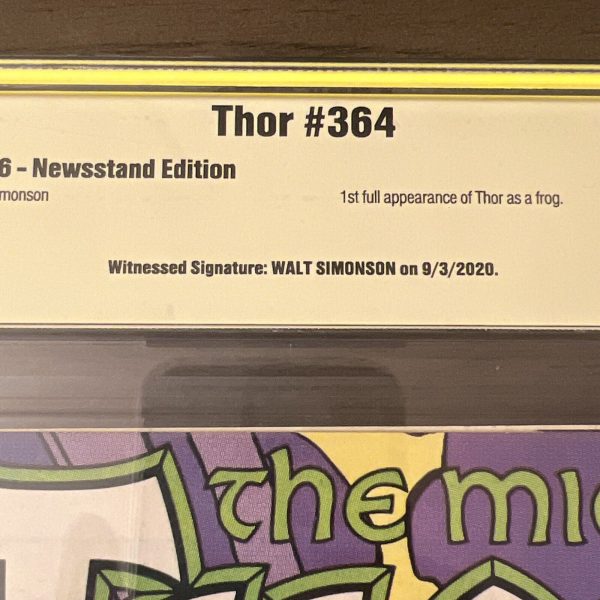 Thor #364
6 – Newsstand Edition
monson 1st full appearance of Thor as a frog.
Witnessed Signature: WALT SIMONSON on 9/3/2020.
the mi